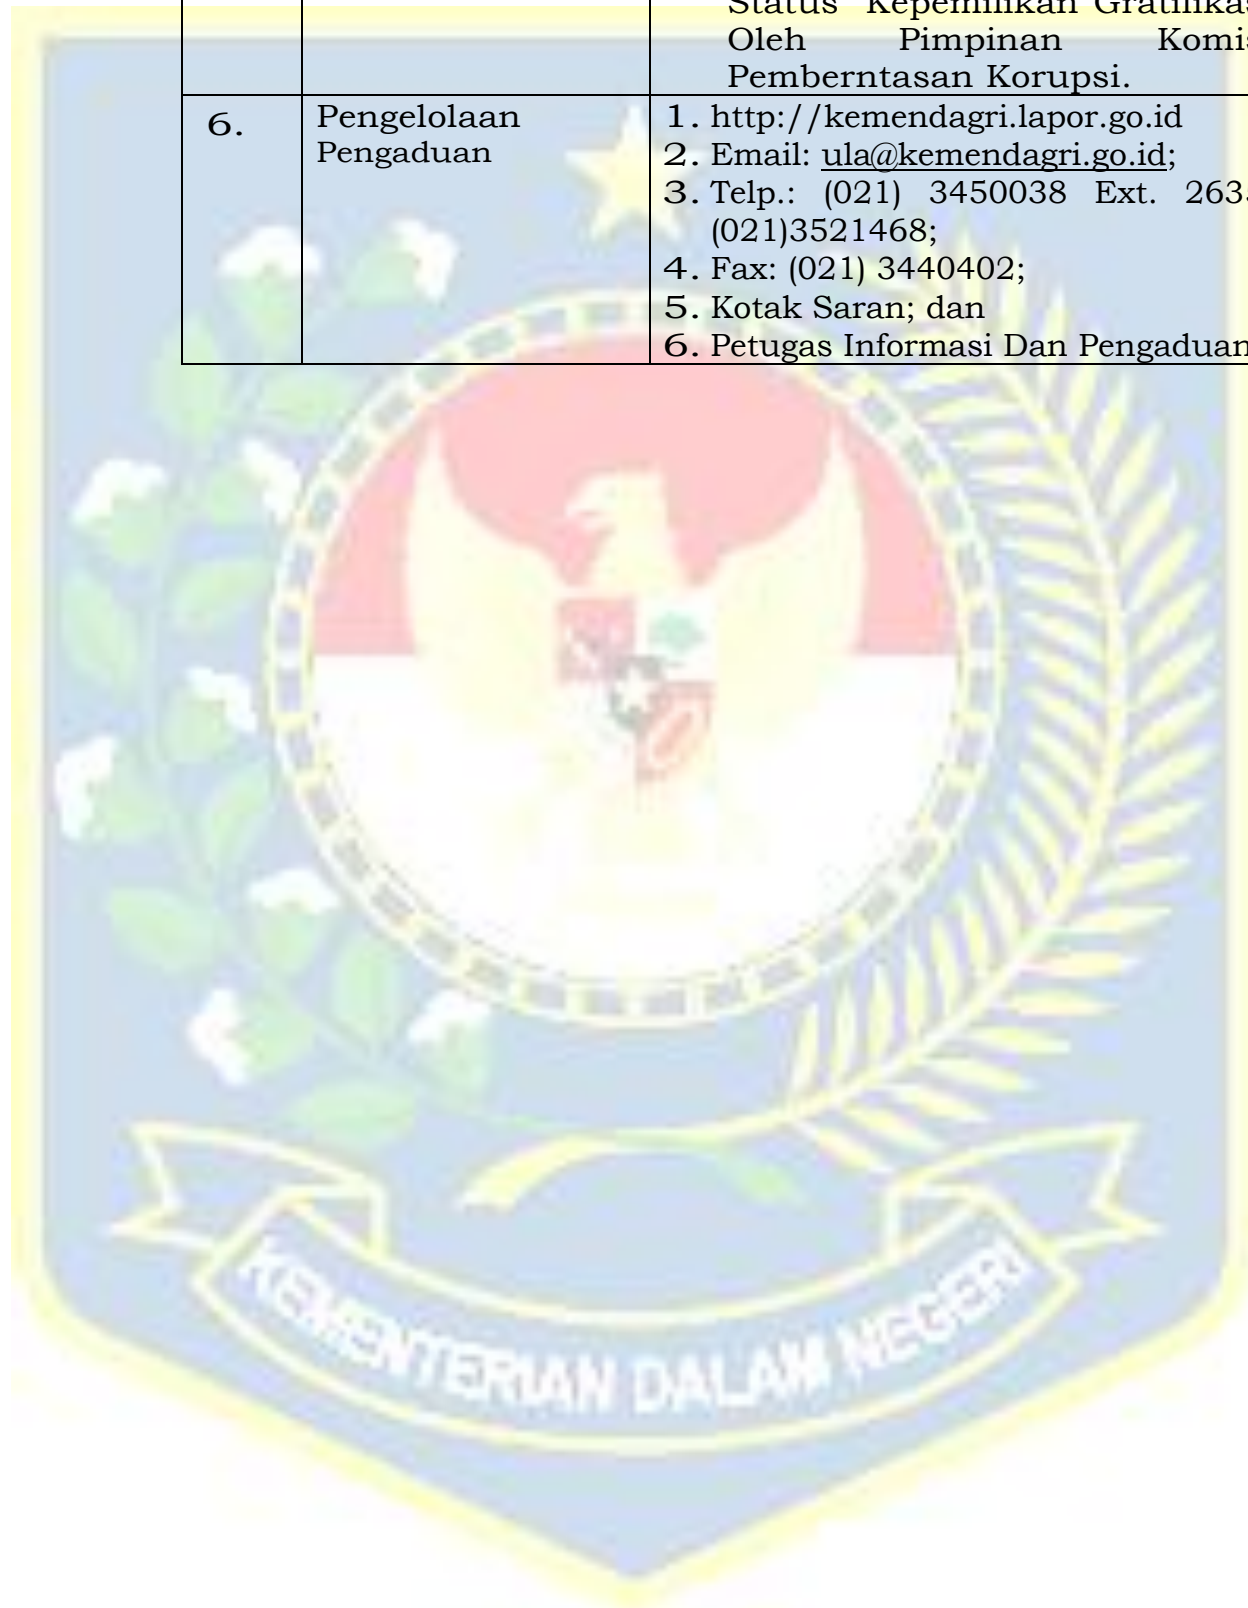 Status Kepemilikan Gratifikas
Oleh Pimpinan Komis
Pemberntasan Korupsi.
6. Pengelolaan Pengaduan
1. http://kemendagri.lapor.go.id
2. Email: ula@kemendagri.go.id;
3. Telp.: (021) 3450038 Ext. 263
(021)3521468;
4. Fax: (021) 3440402;
5. Kotak Saran; dan
6. Petugas Informasi Dan Pengaduan
KEMENTERIAN DALAM NEGERI